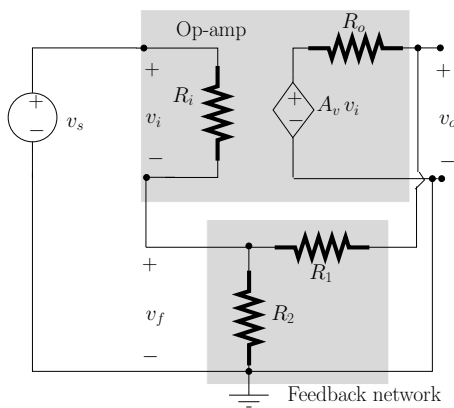 Op-amp
R_o
+
+
+
R_i
+
v_s
v_i
A_v v_i
v_o
−
−
−
−
+
R_1
v_f
R_2
−
Feedback network